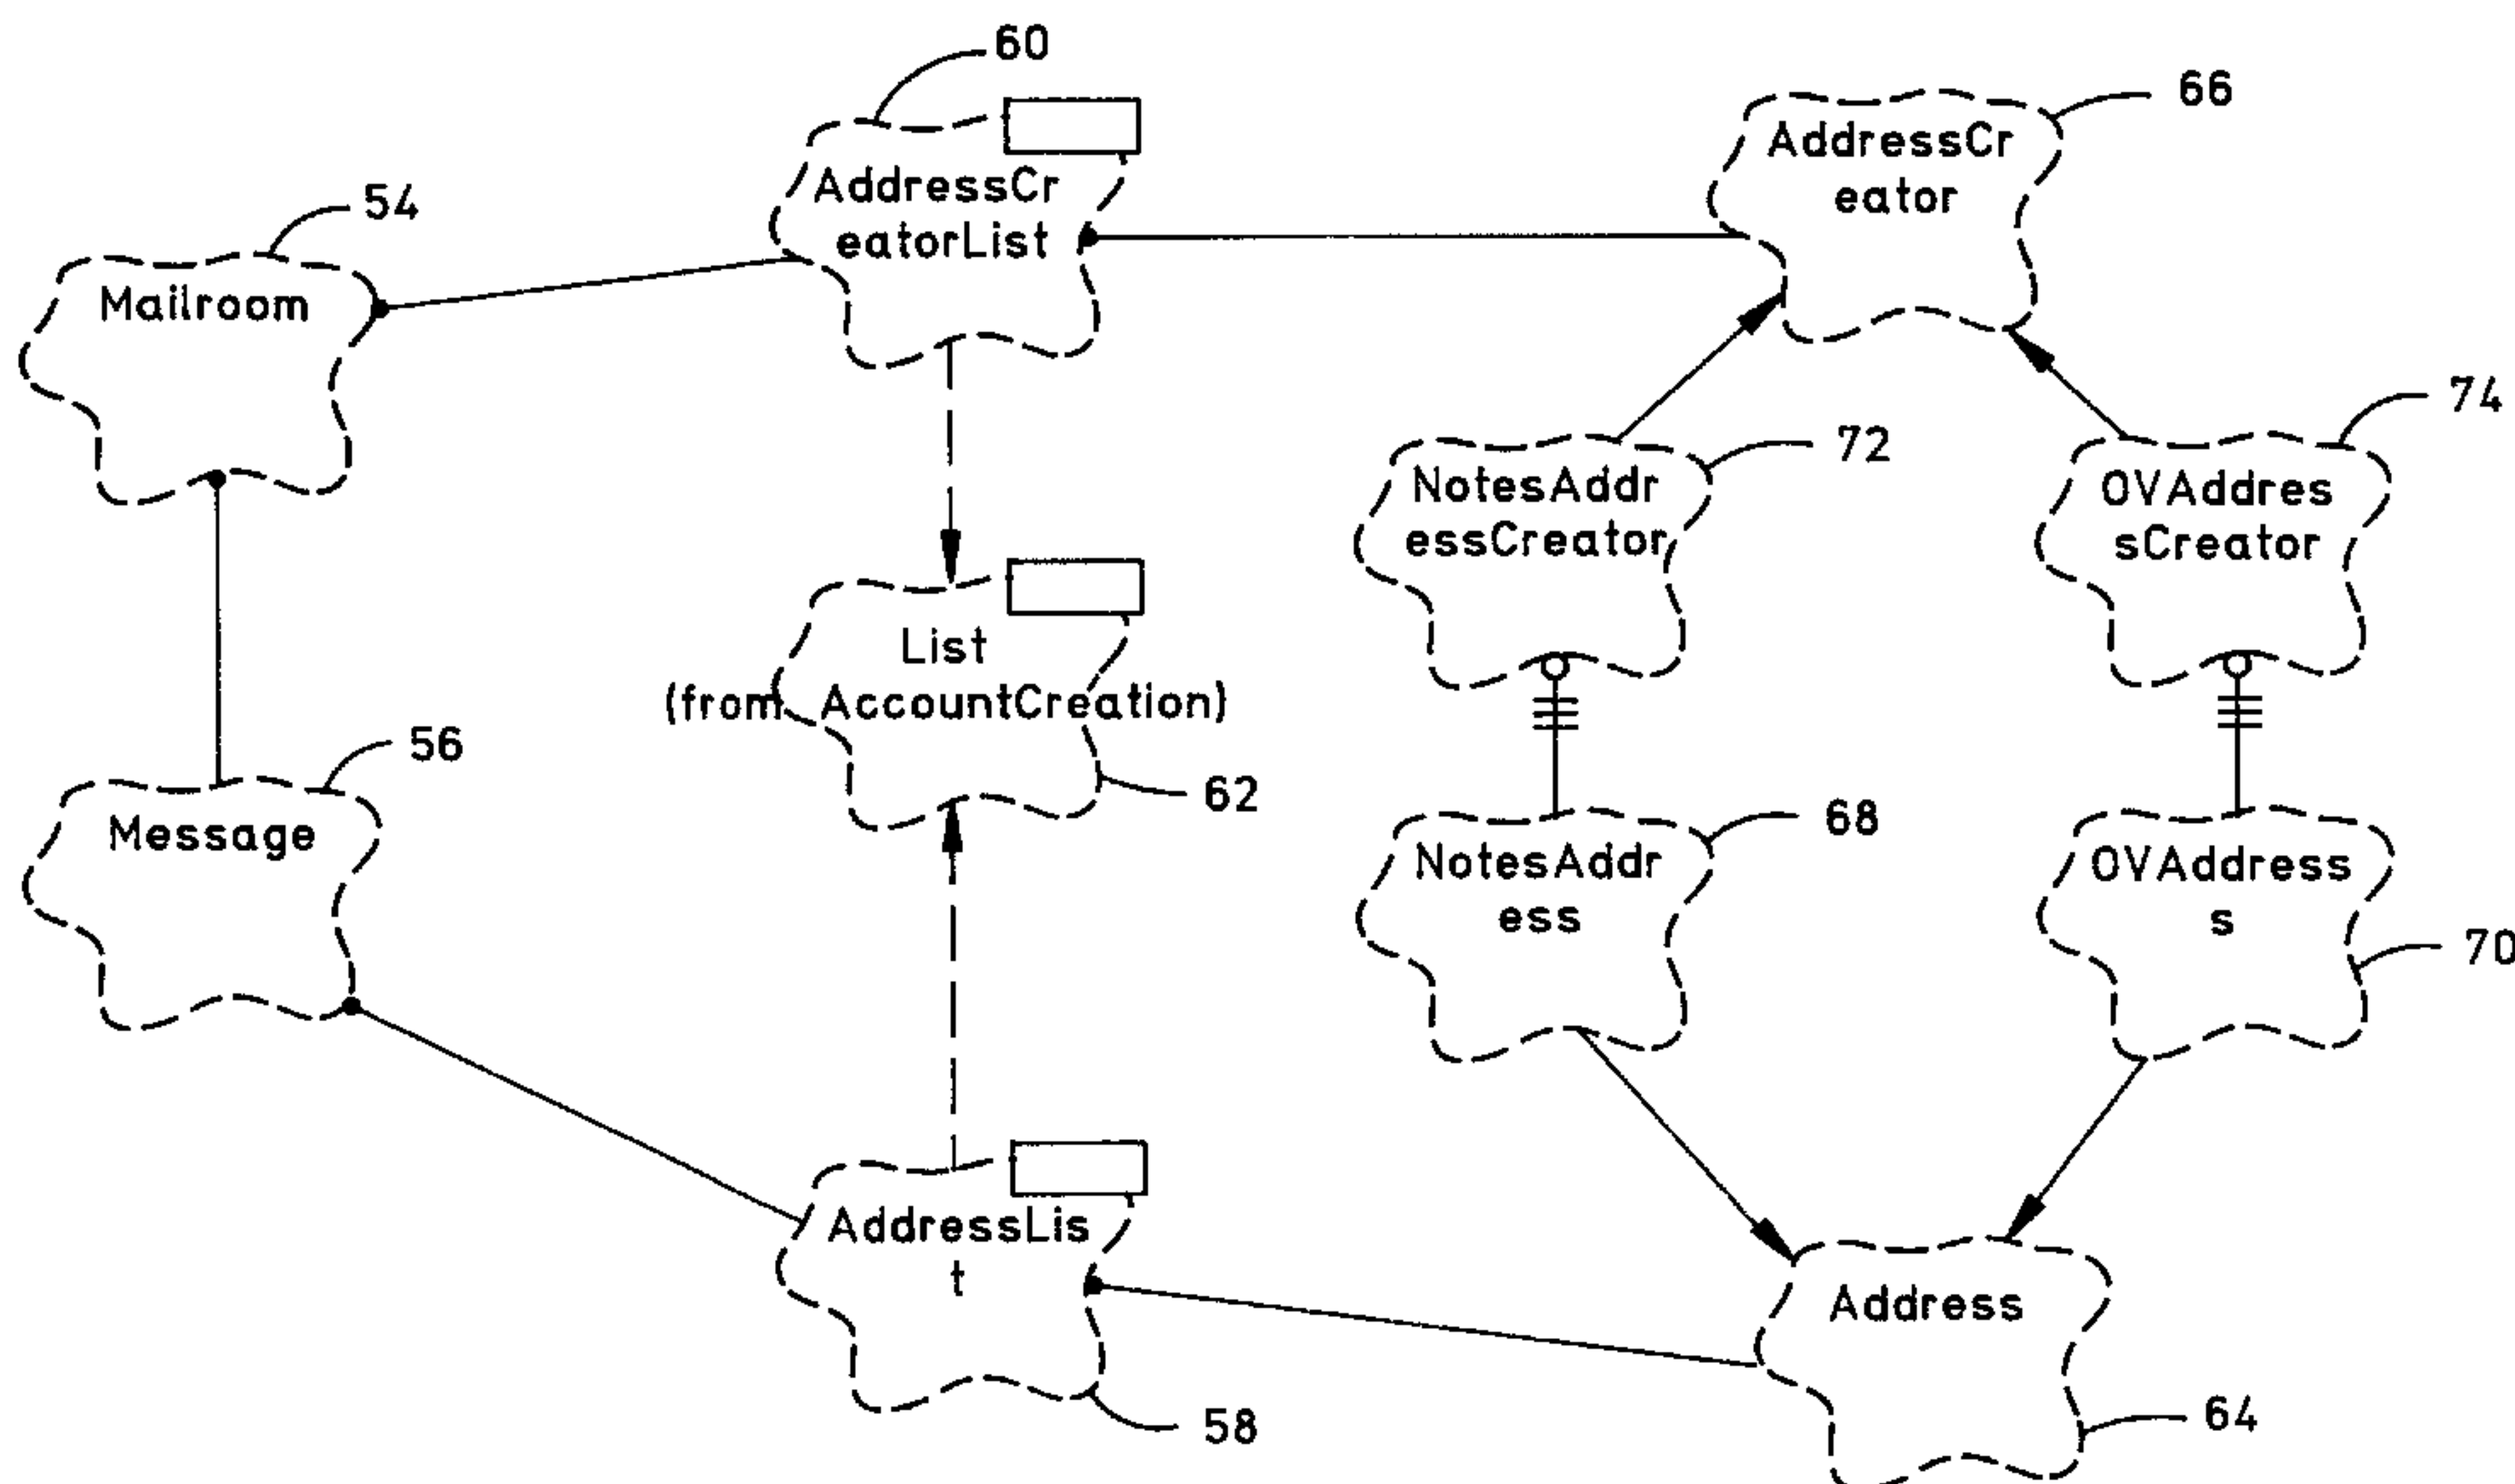 60
66
AddressCr
eator
AddressCr
eatorList
54
Mailroom
74
72
NotesAddr
essCreator
OVAddres
sCreator
List
(from AccountCreation)
56
62
Message
68
NotesAddr
ess
OVAddress
s
70
AddressLis
t
Address
58
64